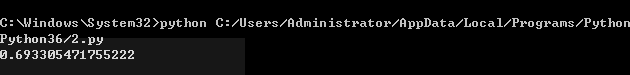 C:\Windows\System32>python C:/Users/Administrator/AppData/Local/Programs/Python
Python36/2.py
0.693305471755222